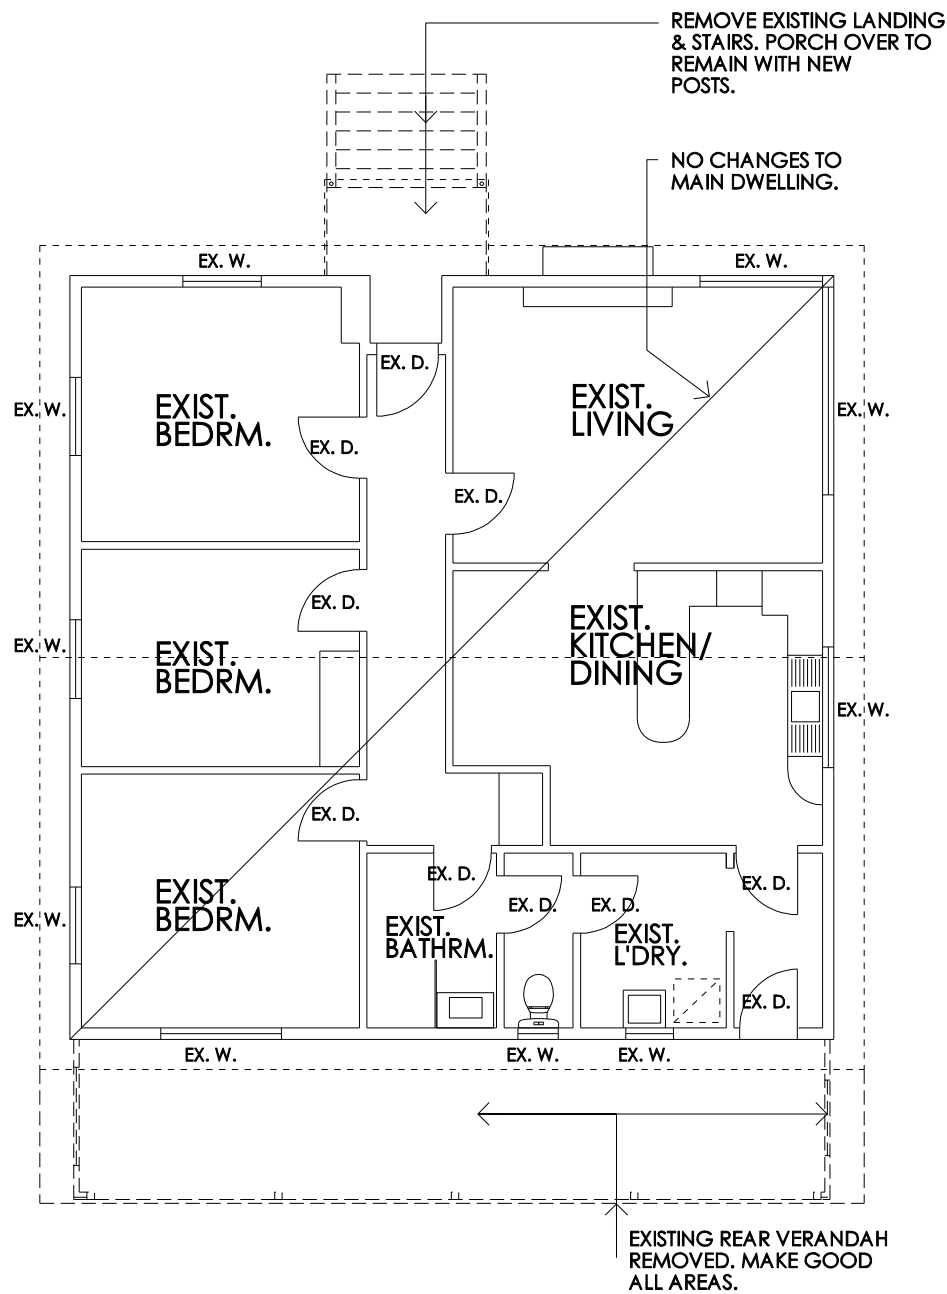 REMOVE EXISTING LANDING
& STAIRS. PORCH OVER TO
REMAIN WITH NEW
POSTS.
NO CHANGES TO
MAIN DWELLING.
EX. W.
EX. W.
EX. D.
EX. W.
EXIST.
BEDRM.
EXIST.
LIVING
EX. W.
EX. D.
EX. D.
EX. D.
EXIST.
KITCHEN/
DINING
EX. W.
EXIST.
BEDRM.
EX. W.
EX. D.
EX. D.
EX. D.
EXIST.
BEDRM.
EX. W.
EX. D.
EX. D.
EXIST.
BATHRM.
EXIST.
L'DRY.
EX. D.
EX. W.
EX. W.
EX. W.
EXISTING REAR VERANDAH
REMOVED. MAKE GOOD
ALL AREAS.